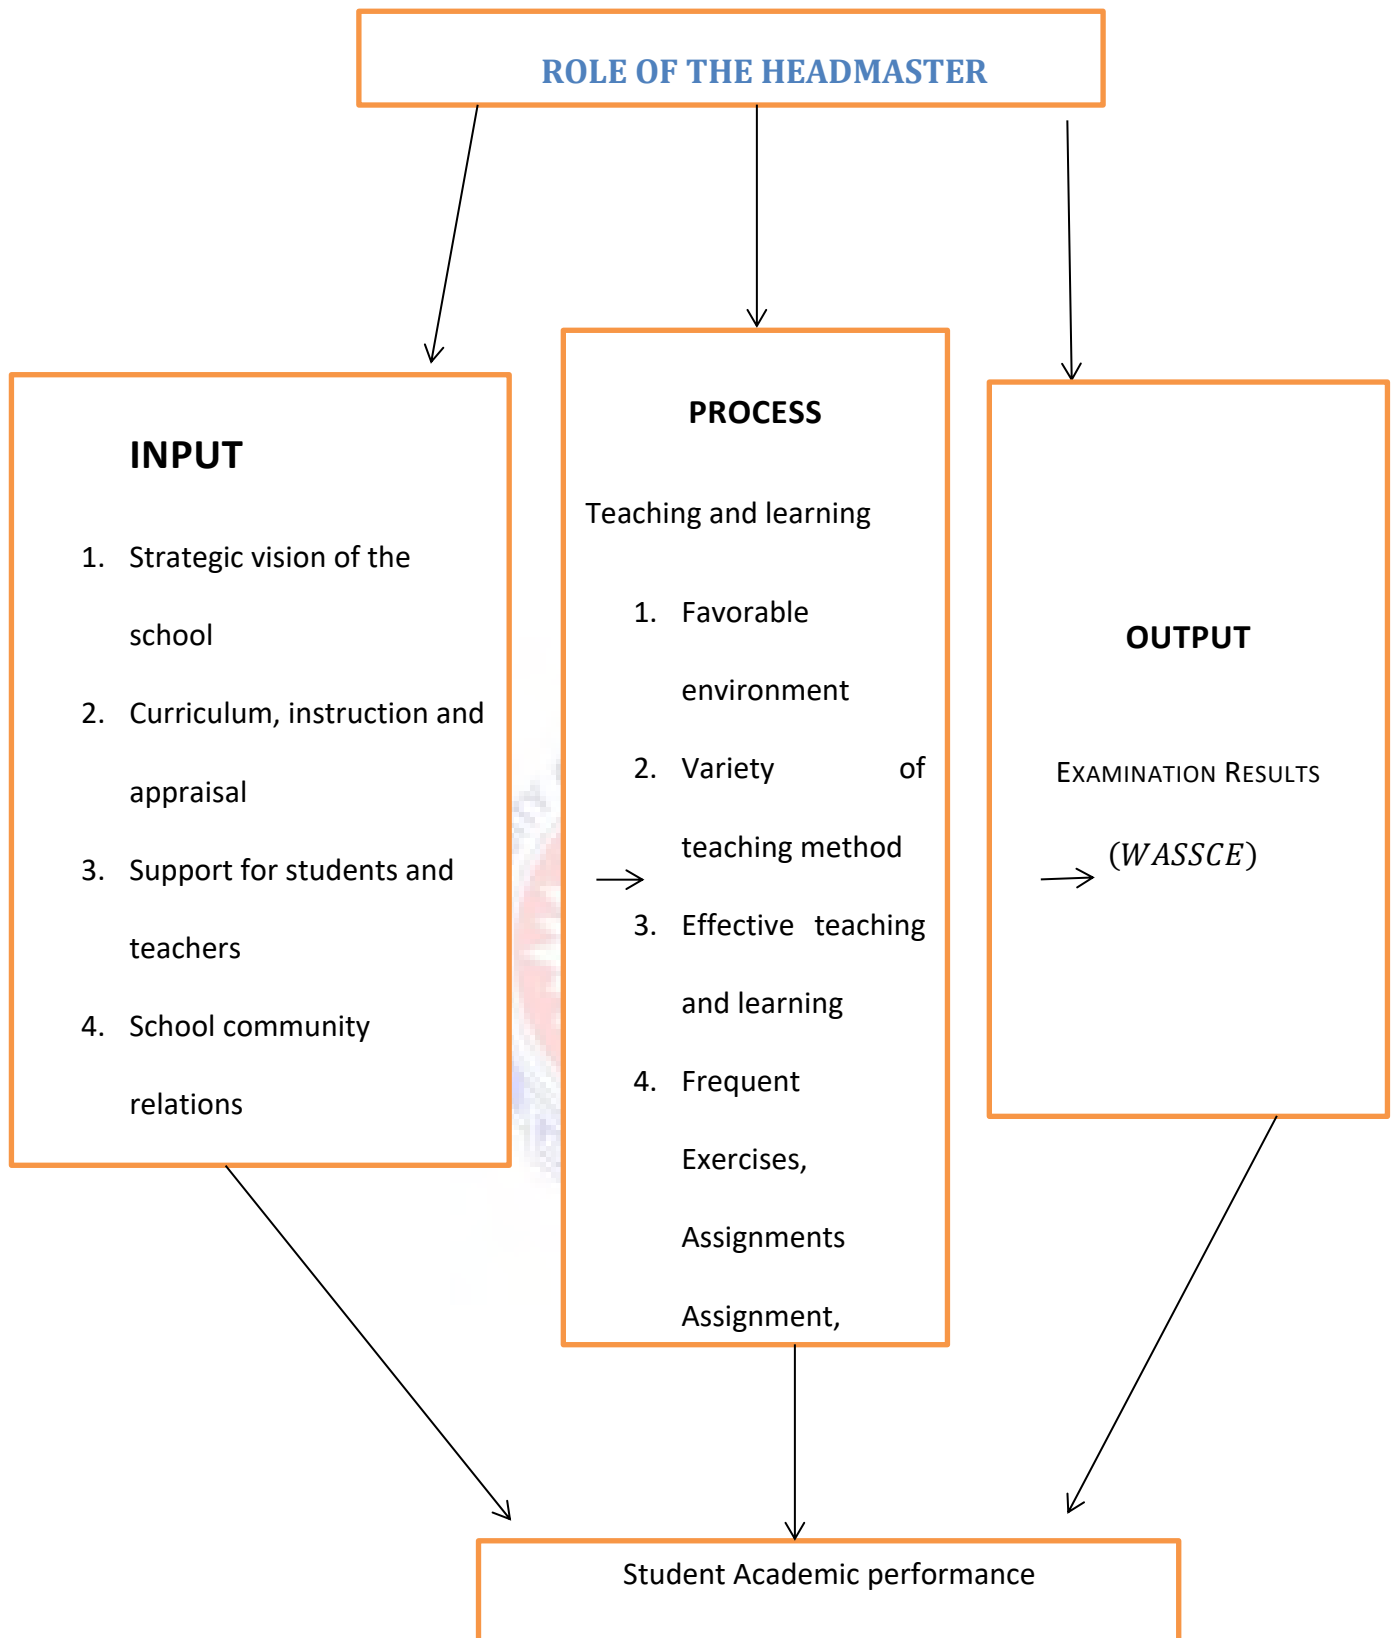 ROLE OF THE HEADMASTER
INPUT
1. Strategic vision of the
school
2. Curriculum, instruction and
appraisal
3. Support for students and
teachers
4. School community
relations
PROCESS
Teaching and learning
1. Favorable
environment
2. Variety of
teaching method
3. Effective teaching
and learning
4. Frequent
Exercises,
Assignments
Assignment,
OUTPUT
EXAMINATION RESULTS
(WASSCE)
Student Academic performance